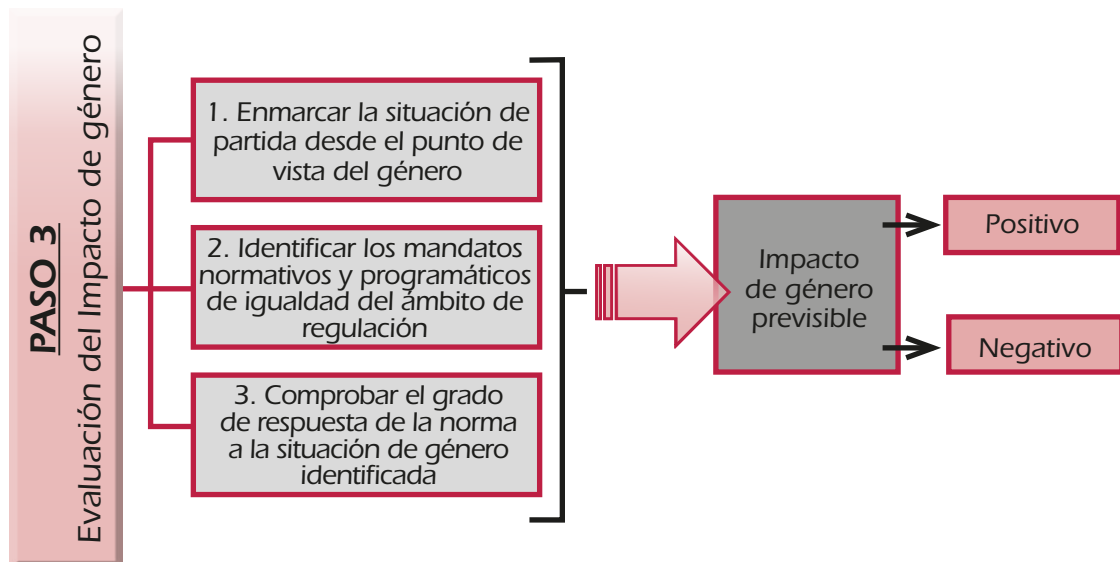 PASO 3
Evaluación del Impacto de género
1. Enmarcar la situación de
partida desde el punto de
vista del género
2. Identificar los mandatos
normativos y programáticos
de igualdad del ámbito de
regulación
3. Comprobar el grado
de respuesta de la norma
a la situación de género
identificada
Impacto
de género
previsible
Positivo
Negativo